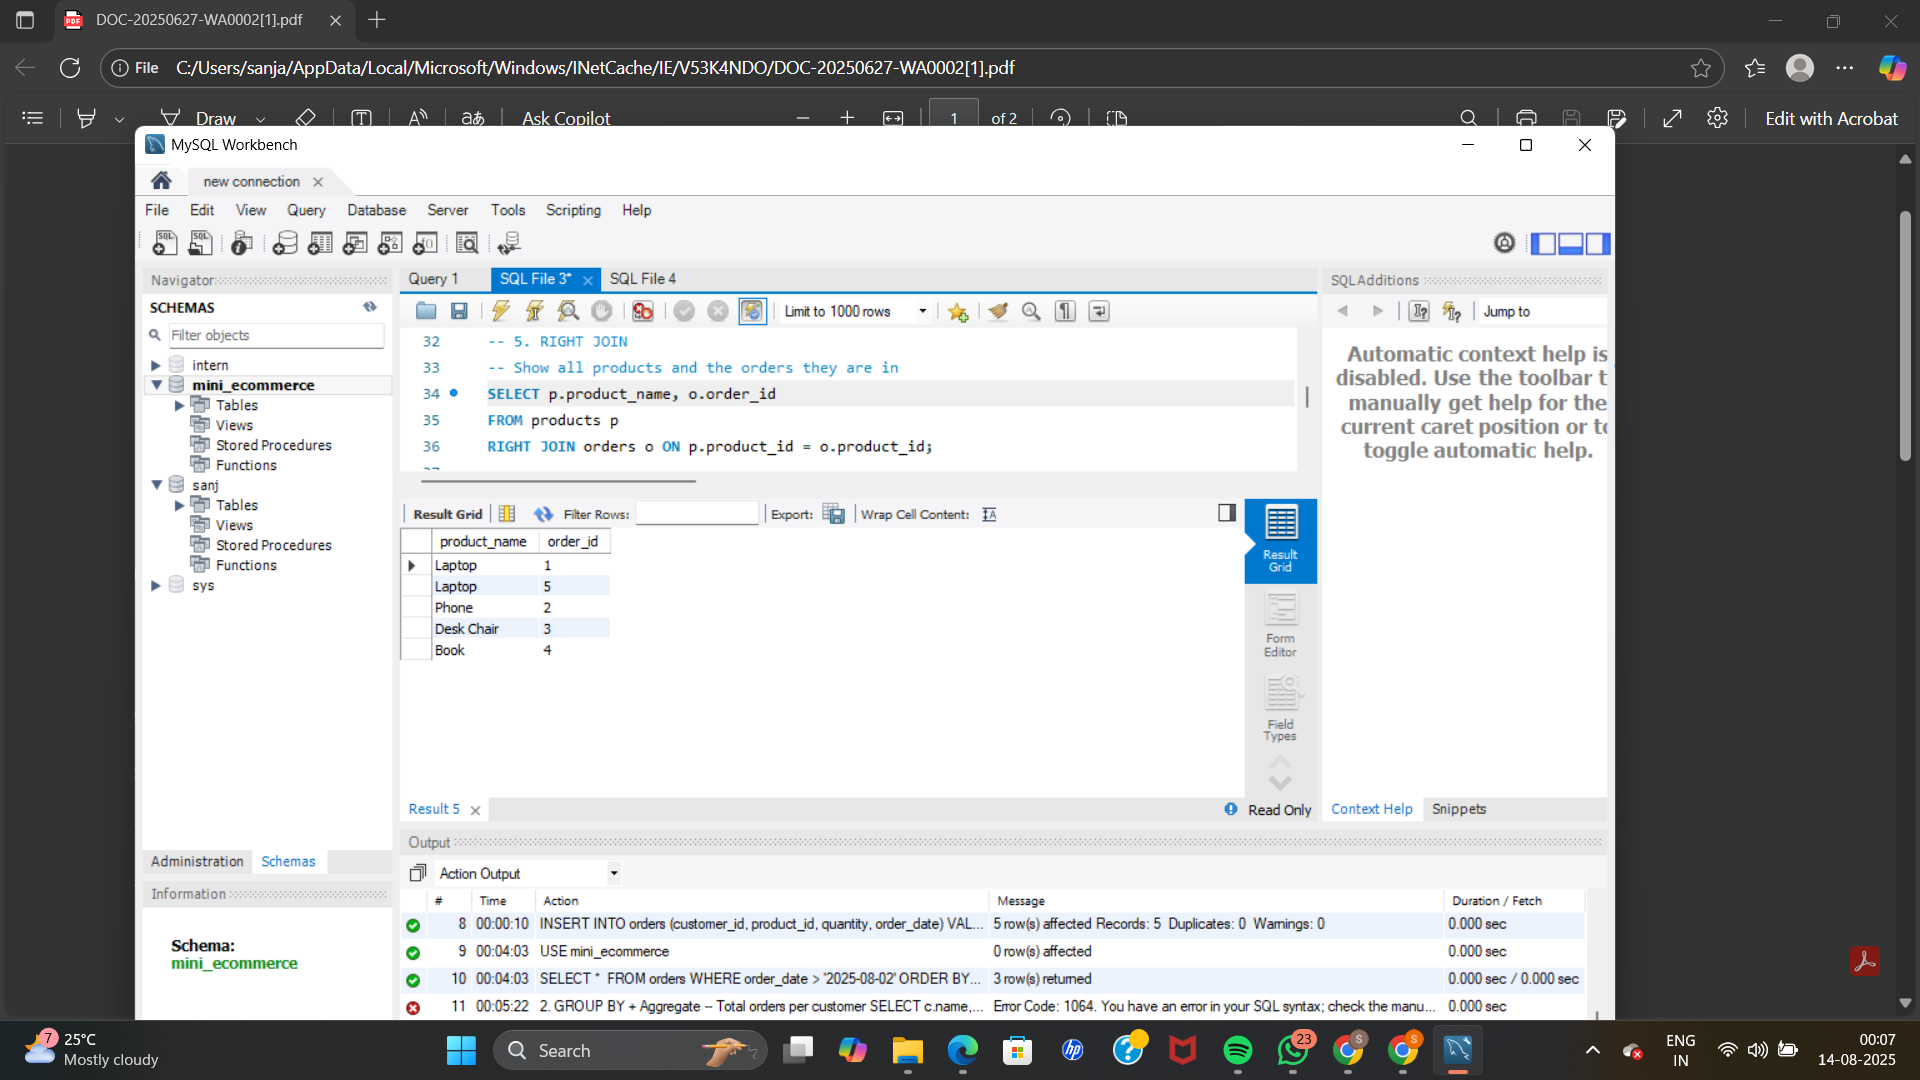 DOC-20250627-WA0002[1].pdf
File C:/Users/sanja/AppData/Local/Microsoft/Windows/INetCache/IE/V53K4NDO/DOC-20250627-WA0002[1].pdf
Draw Ask Copilot 1 of 2 Edit with Acrobat
MySQL Workbench
new connection
File Edit View Query Database Server Tools Scripting Help
Navigator
SCHEMAS
Filter objects
intern
mini_ecommerce
Tables
Views
Stored Procedures
Functions
sanj
Tables
Views
Stored Procedures
Functions
sys
Administration Schemas
Information
Schema:
mini_ecommerce
Query 1 SQL File 3* SQL File 4
Limit to 1000 rows
32 -- 5. RIGHT JOIN
33 -- Show all products and the orders they are in
34 SELECT p.product_name, o.order_id
35 FROM products p
36 RIGHT JOIN orders o ON p.product_id = o.product_id;
Result Grid Filter Rows: Export: Wrap Cell Content:
product_name order_id
Laptop 1
Laptop 5
Phone 2
Desk Chair 3
Book 4
Result Grid
Form Editor
Field Types
Result 5 Read Only
SQLAdditions
Jump to
Automatic context help is
disabled. Use the toolbar t
manually get help for the
current caret position or to
toggle automatic help.
Context Help Snippets
Output
Action Output
# Time Action Message Duration / Fetch
8 00:00:10 INSERT INTO orders (customer_id, product_id, quantity, order_date) VAL... 5 row(s) affected Records: 5 Duplicates: 0 Warnings: 0 0.000 sec
9 00:04:03 USE mini_ecommerce 0 row(s) affected 0.000 sec
10 00:04:03 SELECT * FROM orders WHERE order_date > '2025-08-02' ORDER BY... 3 row(s) returned 0.000 sec / 0.000 sec
11 00:05:22 2. GROUP BY + Aggregate -- Total orders per customer SELECT c.name,... Error Code: 1064. You have an error in your SQL syntax; check the manu... 0.000 sec
7 25°C
Mostly cloudy
Search
23
ENG
IN
00:07
14-08-2025